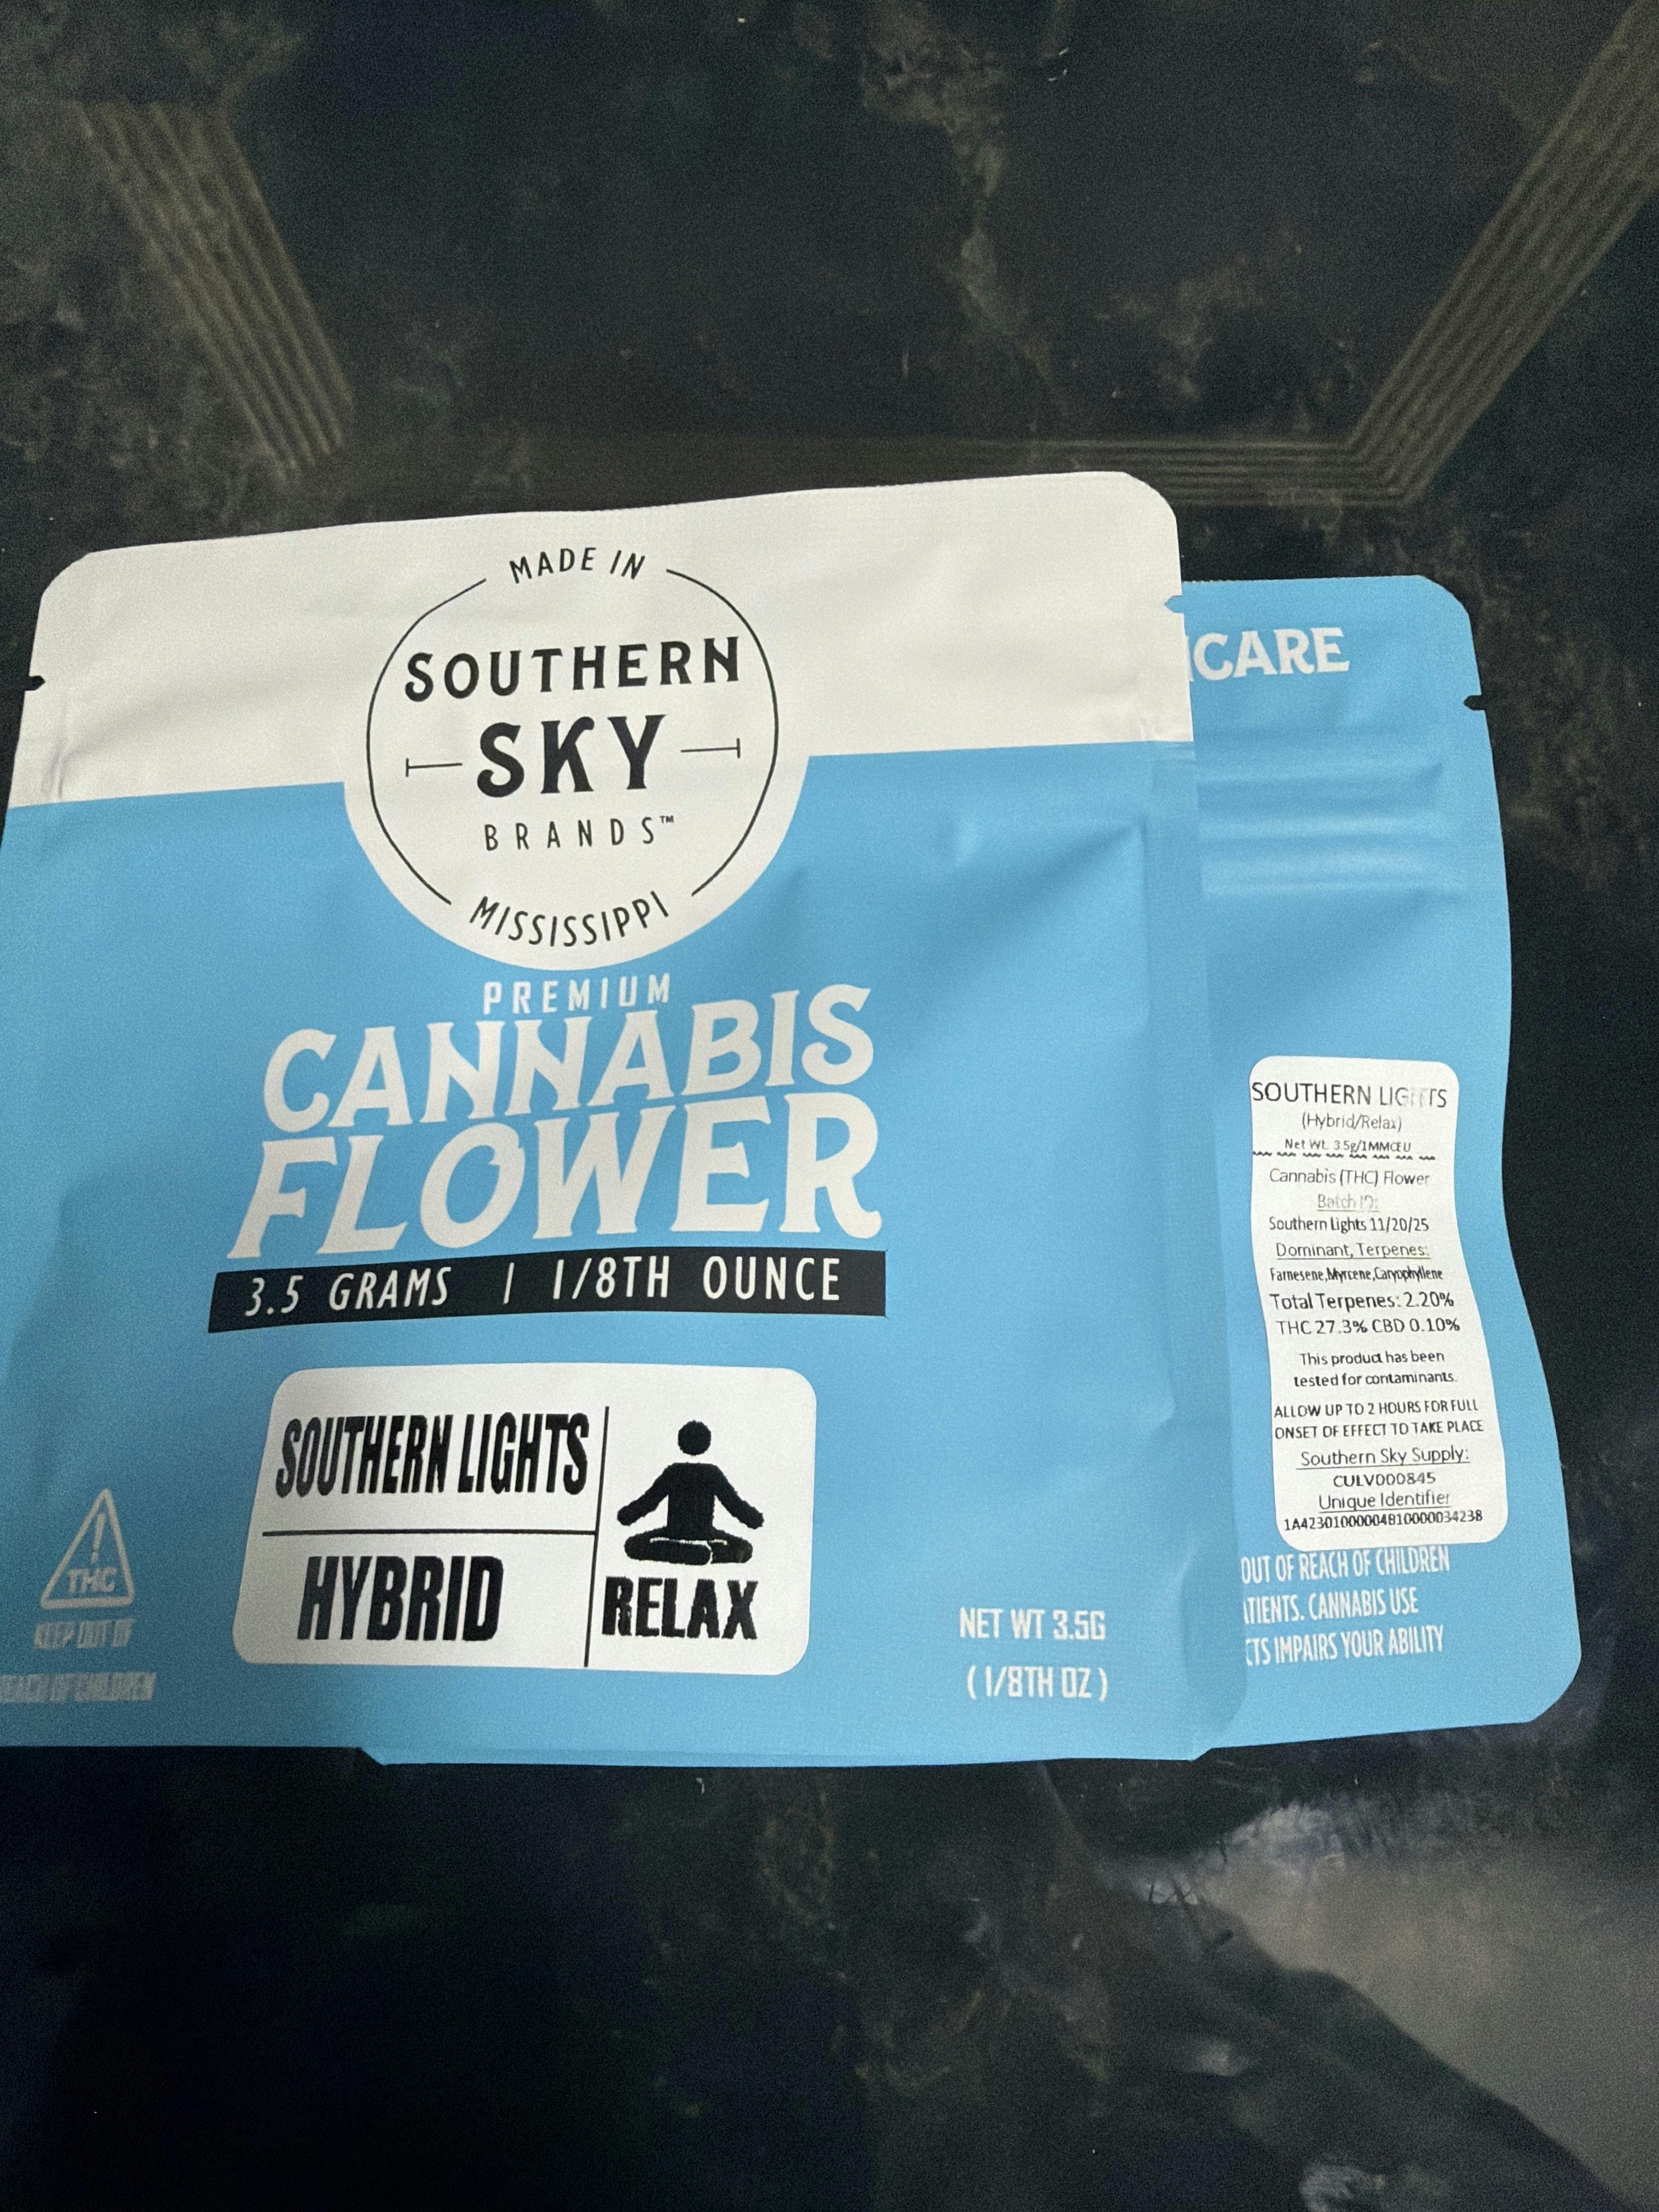 MADE IN
SOUTHERN
SKY
BRANDS™
MISSISSIPPI
PREMIUM
CANNABIS
FLOWER
3.5 GRAMS | 1/8TH OUNCE
SOUTHERN LIGHTS
HYBRID
RELAX
THC
KEEP OUT OF
REACH OF CHILDREN
NET WT 3.5G
(1/8TH OZ)
CARE
SOUTHERN LIGHTS
(Hybrid/Relax)
Net Wt. 3.5g/1MMCEU
Cannabis (THC) Flower
Batch ID:
Southern Lights 11/20/25
Dominant, Terpenes:
Farnesene,Myrcene,Caryophyllene
Total Terpenes: 2.20%
THC 27.3% CBD 0.10%
This product has been
tested for contaminants.
ALLOW UP TO 2 HOURS FOR FULL
ONSET OF EFFECT TO TAKE PLACE
Southern Sky Supply:
CULV000845
Unique Identifier
1A42301000004B10000034238
OUT OF REACH OF CHILDREN
ATIENTS. CANNABIS USE
CTS IMPAIRS YOUR ABILITY